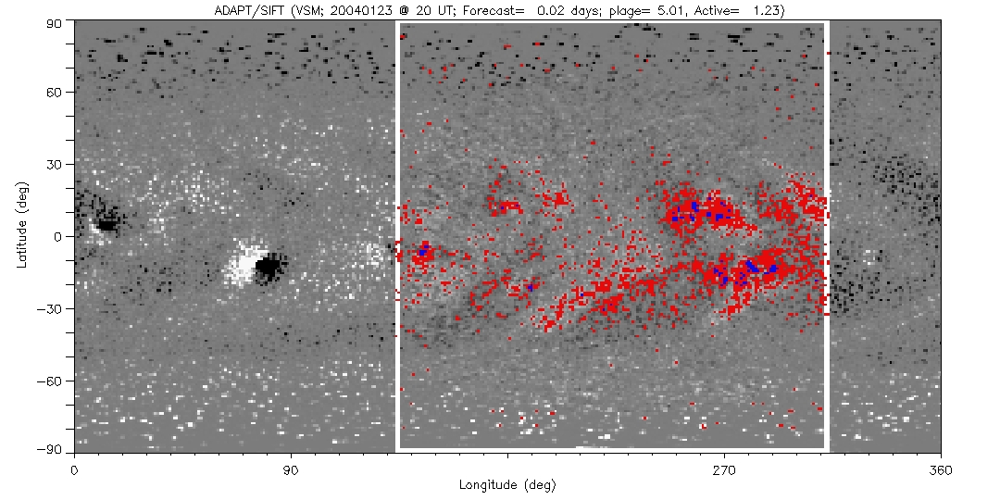 ADAPT/SIFT (VSM; 20040123 @ 20 UT; Forecast= 0.02 days; plage= 5.01, Active= 1.23)
90
60
30
0
−30
−60
−90
Latitude (deg)
0 90 270 360
Longitude (deg)